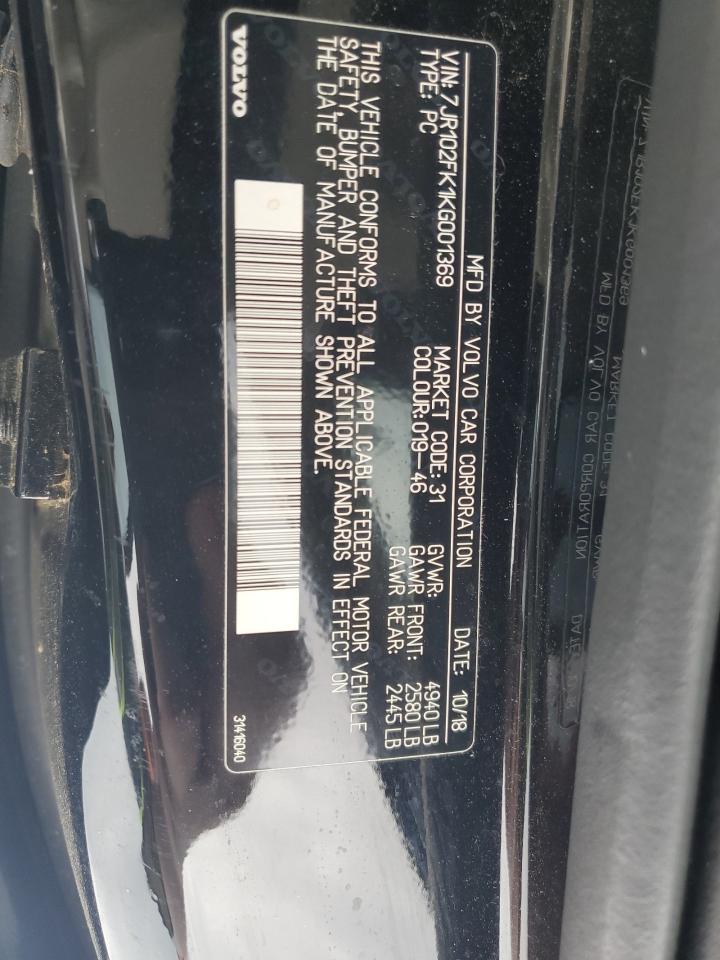 MFD BY VOLVO CAR CORPORATION DATE: 10/18
VIN: 7JR102FK1KG001369 MARKET CODE: 31 GVWR: 4940 LB
TYPE: PC COLOUR: 019-46 GAWR FRONT: 2580 LB
GAWR REAR: 2445 LB
THIS VEHICLE CONFORMS TO ALL APPLICABLE FEDERAL MOTOR VEHICLE
SAFETY, BUMPER AND THEFT PREVENTION STANDARDS IN EFFECT ON
THE DATE OF MANUFACTURE SHOWN ABOVE.
VOLVO 31416040